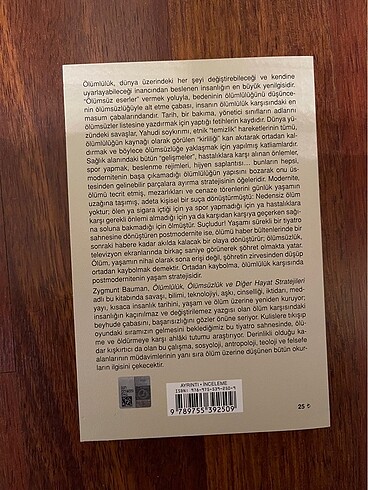 Ölümlülük, dünya üzerindeki her şeyi değiştirebileceği ve kendine
uyarlayabileceği inancından beslenen insanlığın en büyük yenilgisidir.
"Ölümsüz eserler" vermek yoluyla, bedeninin ölümlülüğünü düşünce-
nin ölümsüzlüğüyle alt etme çabası, insanın ölümlülük karşısındaki en
masum çabalarındandır. Tarih, bir bakıma, yönetici sınıfların adlarını
ölümsüzler listesine yazdırmak için yaptığı fetihlerin kaydıdır. Dünya yü-
zündeki savaşlar, Yahudi soykırımı, etnik "temizlik" hareketlerinin tümü,
ölümlülüğün kaynağı olarak görülen "kirliliği" kan akıtarak ortadan kal-
dırmak ve böylece ölümsüzlüğe yaklaşmak için yapılmış katliamlardır.
Sağlık alanındaki bütün "gelişmeler", hastalıklara karşı alınan önlemler,
spor yapmak, beslenme rejimleri, hijyen saplantısı... bunların hepsi,
modernitenin başa çıkamadığı ölümlülüğün yapısını bozarak onu üs-
tesinden gelinebilir parçalara ayırma stratejisinin öğeleridir. Modernite,
ölümü tecrit etmiş, mezarlıkları ve cenaze törenlerini günlük yaşamın
uzağına taşımış, adeta kişisel bir suça dönüştürmüştür: Nedensiz ölüm
yoktur; ölen ya sigara içtiği için ya spor yapmadığı için ya hastalıklara
karşı gerekli önlemi almadığı için ya da karşıdan karşıya geçerken sağı-
na soluna bakmadığı için ölmüştür. Suçludur! Yaşamı sürekli bir tiyatro
sahnesine dönüştüren postmodernite ise, ölümü haber bültenlerinde bir
sonraki habere kadar akılda kalacak bir olaya dönüştürür; ölümsüzlük,
televizyon ekranlarında birkaç saniye görünerek şöhret olmakta yatar.
Ölüm, yaşamın nihai olarak sona erişi değil, şöhretin zirvesinden düşüp
ortadan kaybolmak demektir. Ortadan kaybolma, ölümlülük karşısında
postmodernitenin yaşam stratejisidir.
Zygmunt Bauman, Ölümlülük, Ölümsüzlük ve Diğer Hayat Stratejileri
adlı bu kitabında savaşı, bilimi, teknolojiyi, aşkı, cinselliği, iktidarı, med-
yayı, kısaca insanlık tarihini, yaşam ve ölüm üzerine yeniden kuruyor;
insanlığın kaçınılmaz ve değiştirilemez yazgısı olan ölüm karşısındaki
beyhude çabasını, başarısızlığını gözler önüne seriyor. Kulislere tıkışıp
oyundaki sıramızın gelmesini beklediğimiz bu tiyatro sahnesinde, ölü-
me ve öldürmeye karşı ahlâki tutumu araştırıyor. Derinlikli olduğu ka-
dar kışkırtıcı da olan bu çalışma, sosyoloji, antropoloji, teoloji ve felsefe
alanlarının müdavimlerinin yanı sıra ölüm üzerine düşünen bütün okur-
ların ilgisini çekecektir.
AYRINTI • İNCELEME
ISBN: 978-975-539-250-9
9 789755 392509
25 ₺